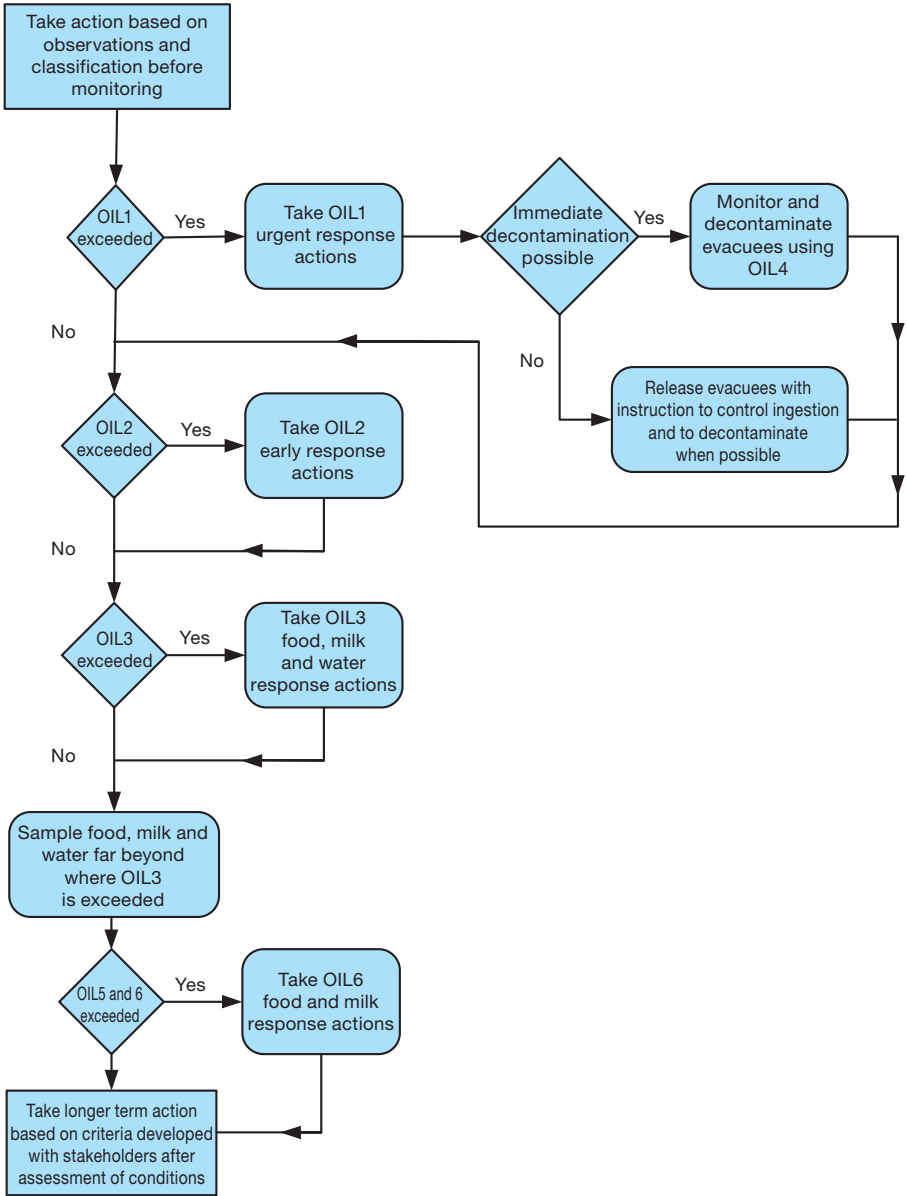 Take action based on
observations and
classification before
monitoring
OIL1
exceeded
Yes
Take OIL1
urgent response
actions
Immediate
decontamination
possible
Yes
Monitor and
decontaminate
evacuees using
OIL4
No
No
Release evacuees with
instruction to control ingestion
and to decontaminate
when possible
OIL2
exceeded
Yes
Take OIL2
early response
actions
No
OIL3
exceeded
Yes
Take OIL3
food, milk
and water
response actions
No
Sample food, milk and
water far beyond
where OIL3
is exceeded
OIL5 and 6
exceeded
Yes
Take OIL6
food and milk
response actions
Take longer term action
based on criteria developed
with stakeholders after
assessment of conditions